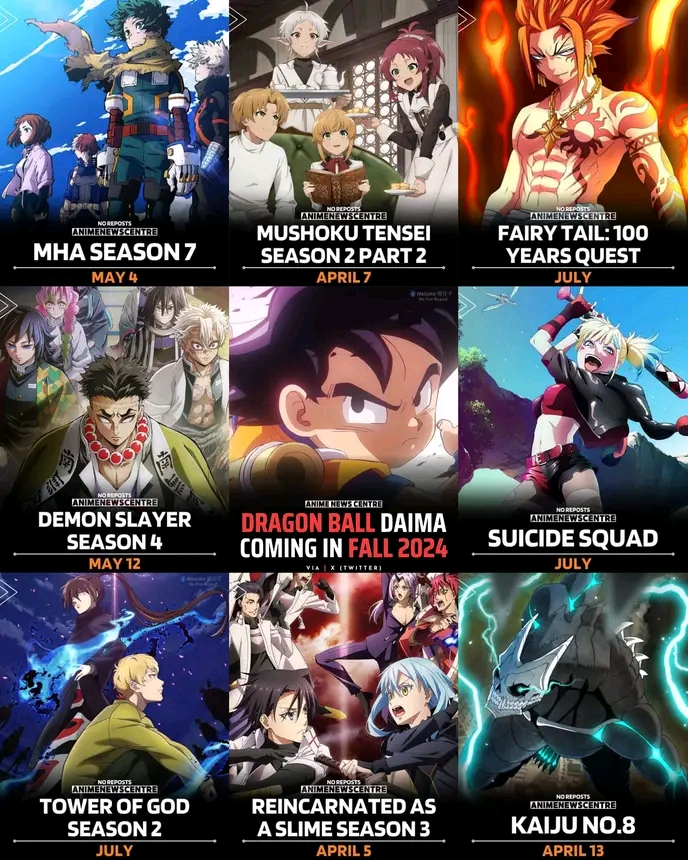 NO REPOSTS
ANIMENEWSCENTRE
MHA SEASON 7
MAY 4
NO REPOSTS
ANIMENEWSCENTRE
MUSHOKU TENSEI
SEASON 2 PART 2
APRIL 7
NO REPOSTS
ANIMENEWSCENTRE
FAIRY TAIL: 100
YEARS QUEST
JULY
NO REPOSTS
ANIMENEWSCENTRE
DEMON SLAYER
SEASON 4
MAY 12
ANIME NEWS CENTRE
DRAGON BALL DAIMA
COMING IN FALL 2024
VIA | X (TWITTER)
NO REPOSTS
ANIMENEWSCENTRE
SUICIDE SQUAD
JULY
NO REPOSTS
ANIMENEWSCENTRE
TOWER OF GOD
SEASON 2
JULY
NO REPOSTS
ANIMENEWSCENTRE
REINCARNATED AS
A SLIME SEASON 3
APRIL 5
NO REPOSTS
ANIMENEWSCENTRE
KAIJU NO.8
APRIL 13